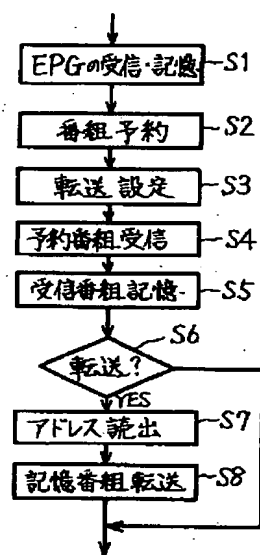 EPGの受信・記憶 S1
番組予約 S2
転送設定 S3
予約番組受信 S4
受信番組記憶 S5
転送? S6
YES
アドレス読出 S7
記憶番組転送 S8